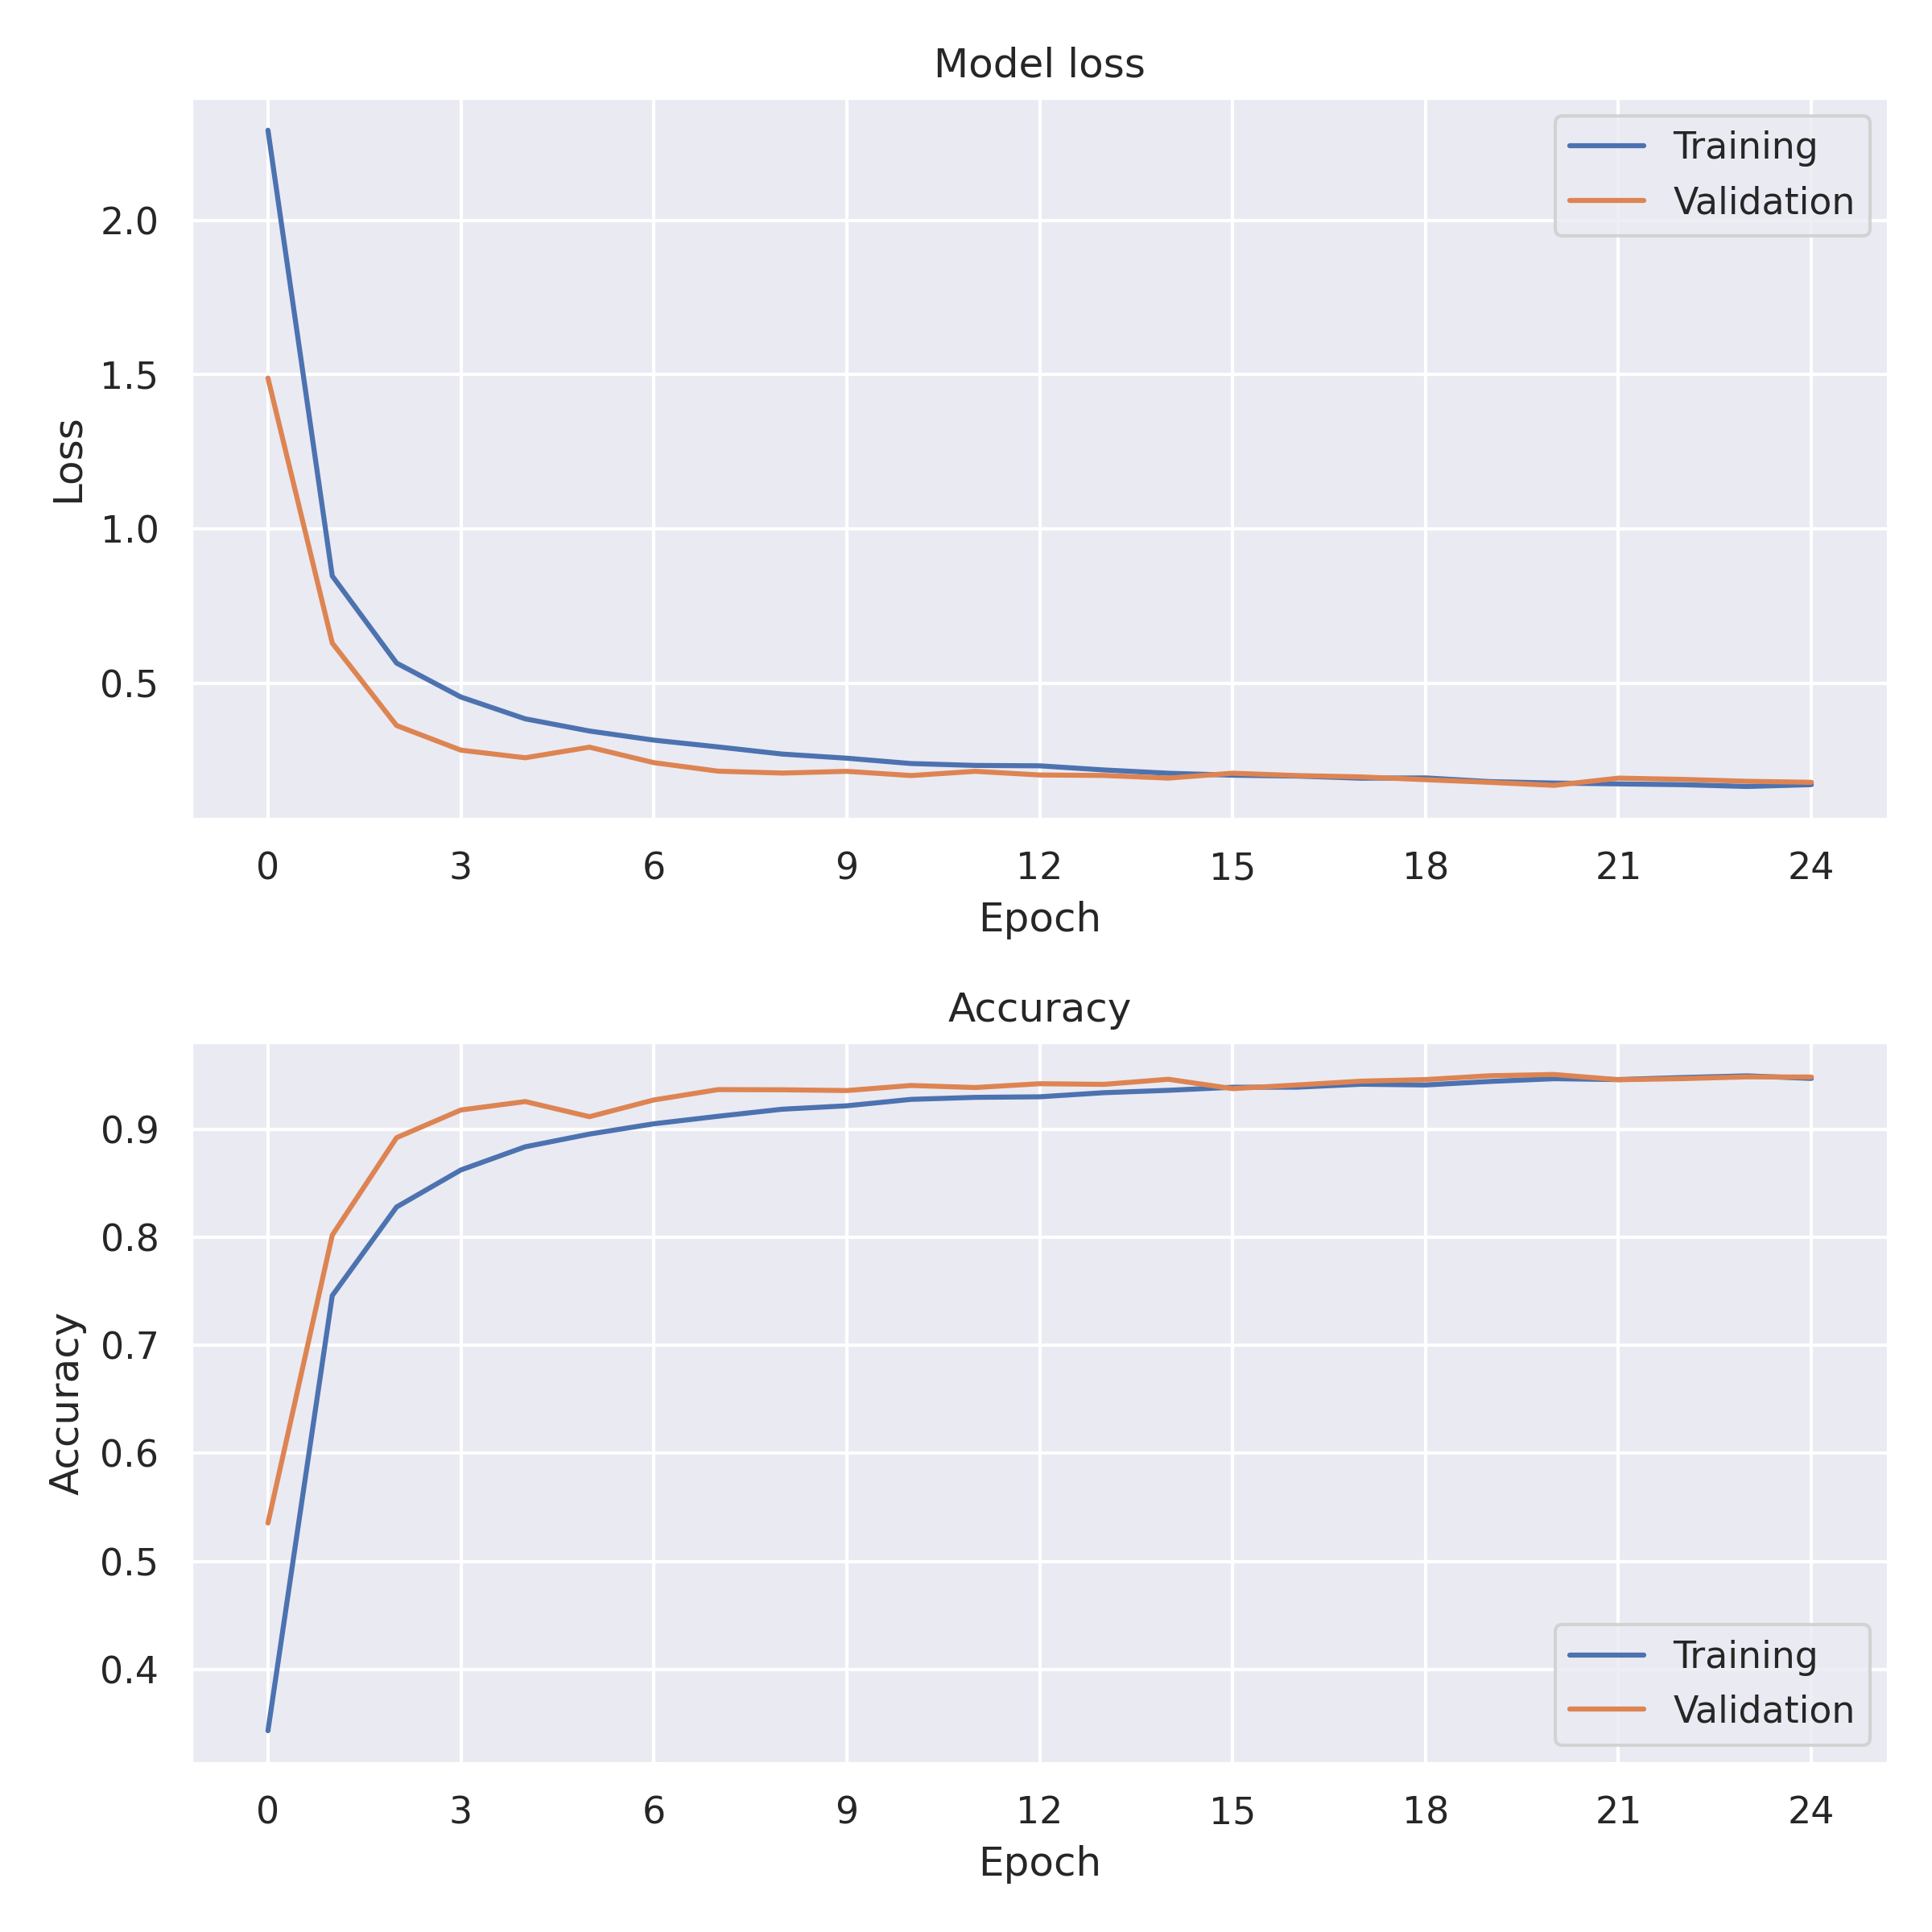 Model loss
Training
Validation
2.0
1.5
1.0
0.5
Loss
0 3 6 9 12 15 18 21 24
Epoch
Accuracy
0.9
0.8
0.7
0.6
0.5
0.4
Accuracy
Training
Validation
0 3 6 9 12 15 18 21 24
Epoch